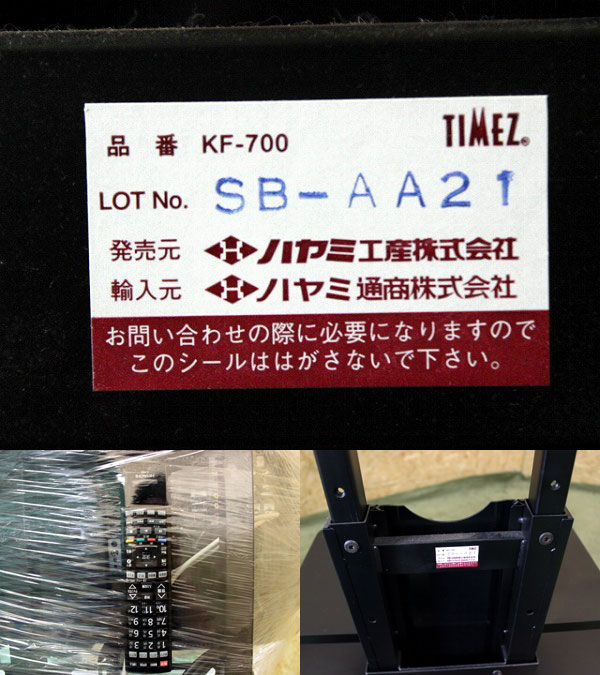 TIMEZ®
品番 KF-700
LOT No. SB-AA21
発売元 ハヤミ工産株式会社
輸入元 ハヤミ通商株式会社
お問い合わせの際に必要になりますので
このシールははがさないで下さい。